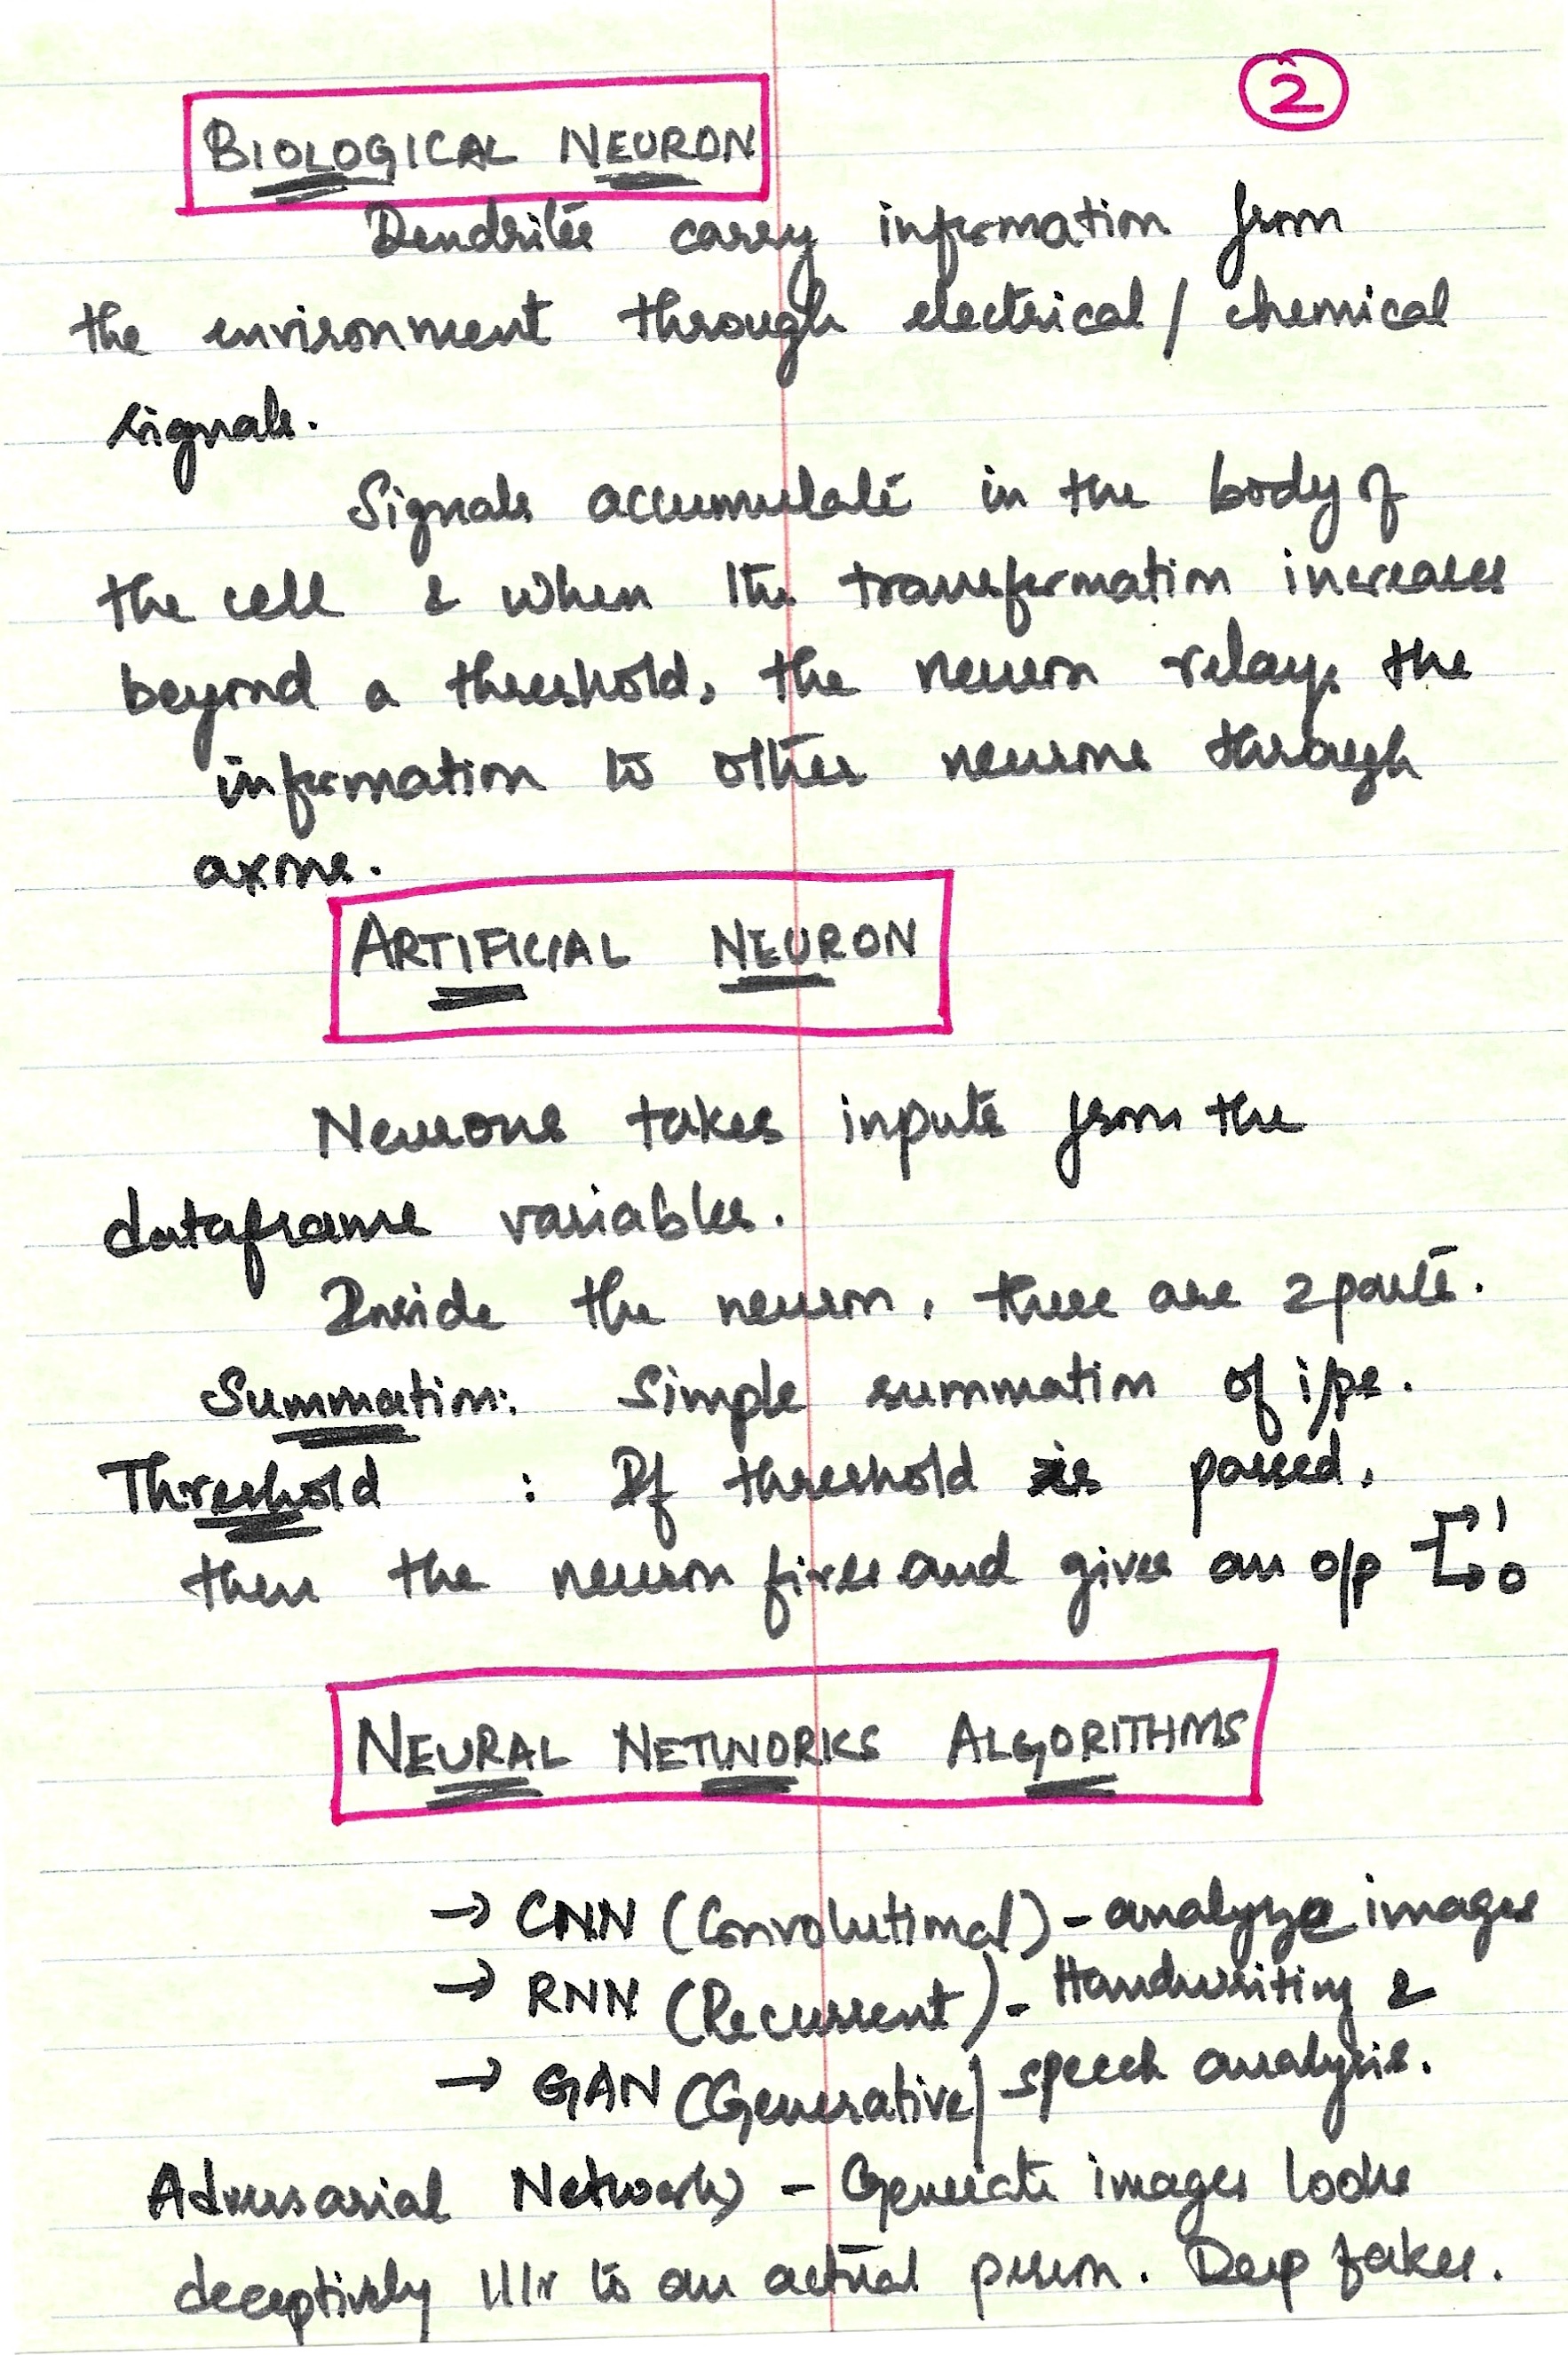 2
BIOLOGICAL NEURON
Dendrites carry information from
the environment through electrical / chemical
signals.
Signals accumulate in the body of
the cell & when the transformation increases
beyond a threshold, the neuron relays the
information to other neurons through
axons.
ARTIFICIAL NEURON
Neurons takes inputs from the
dataframe variables.
Inside the neuron, there are 2 parts.
Summation: Simple summation of i/ps.
Threshold : If threshold is passed,
then the neuron fires and gives an o/p → 1
→ 0
NEURAL NETWORKS ALGORITHMS
→ CNN (Convolutional) - analyze images
→ RNN (Recurrent) - Handwriting &
speech analysis.
→ GAN (Generative
Adversarial Network) - Generate images looks
deceptively 111r to an actual person. Deep fakes.